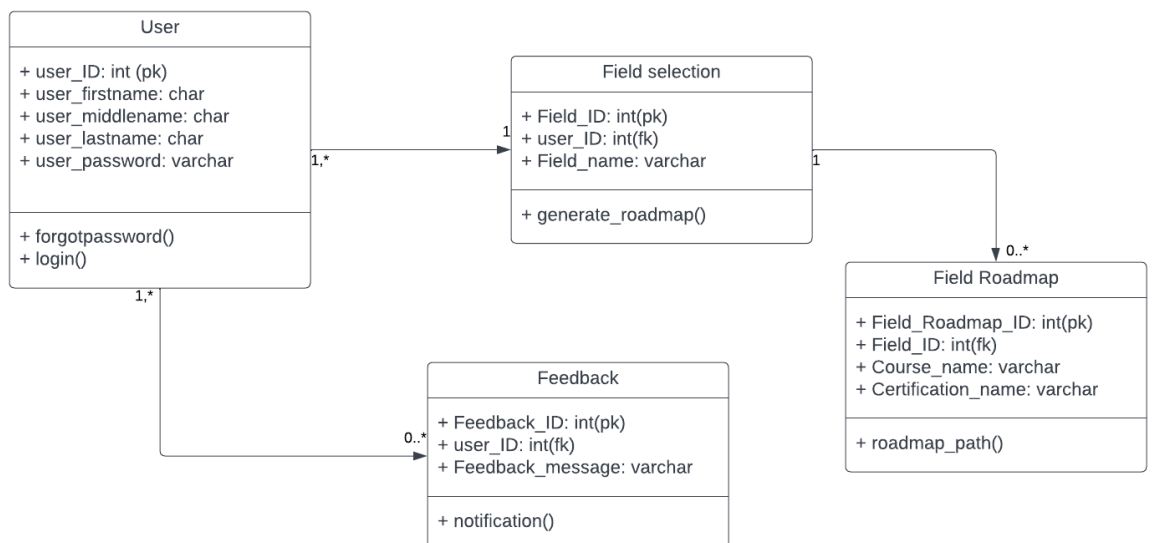 User
+ user_ID: int (pk)
+ user_firstname: char
+ user_middlename: char
+ user_lastname: char
+ user_password: varchar
+ forgotpassword()
+ login()
1,*
1
Field selection
+ Field_ID: int(pk)
+ user_ID: int(fk)
+ Field_name: varchar
+ generate_roadmap()
1
0..*
Field Roadmap
+ Field_Roadmap_ID: int(pk)
+ Field_ID: int(fk)
+ Course_name: varchar
+ Certification_name: varchar
+ roadmap_path()
1,*
0..*
Feedback
+ Feedback_ID: int(pk)
+ user_ID: int(fk)
+ Feedback_message: varchar
+ notification()